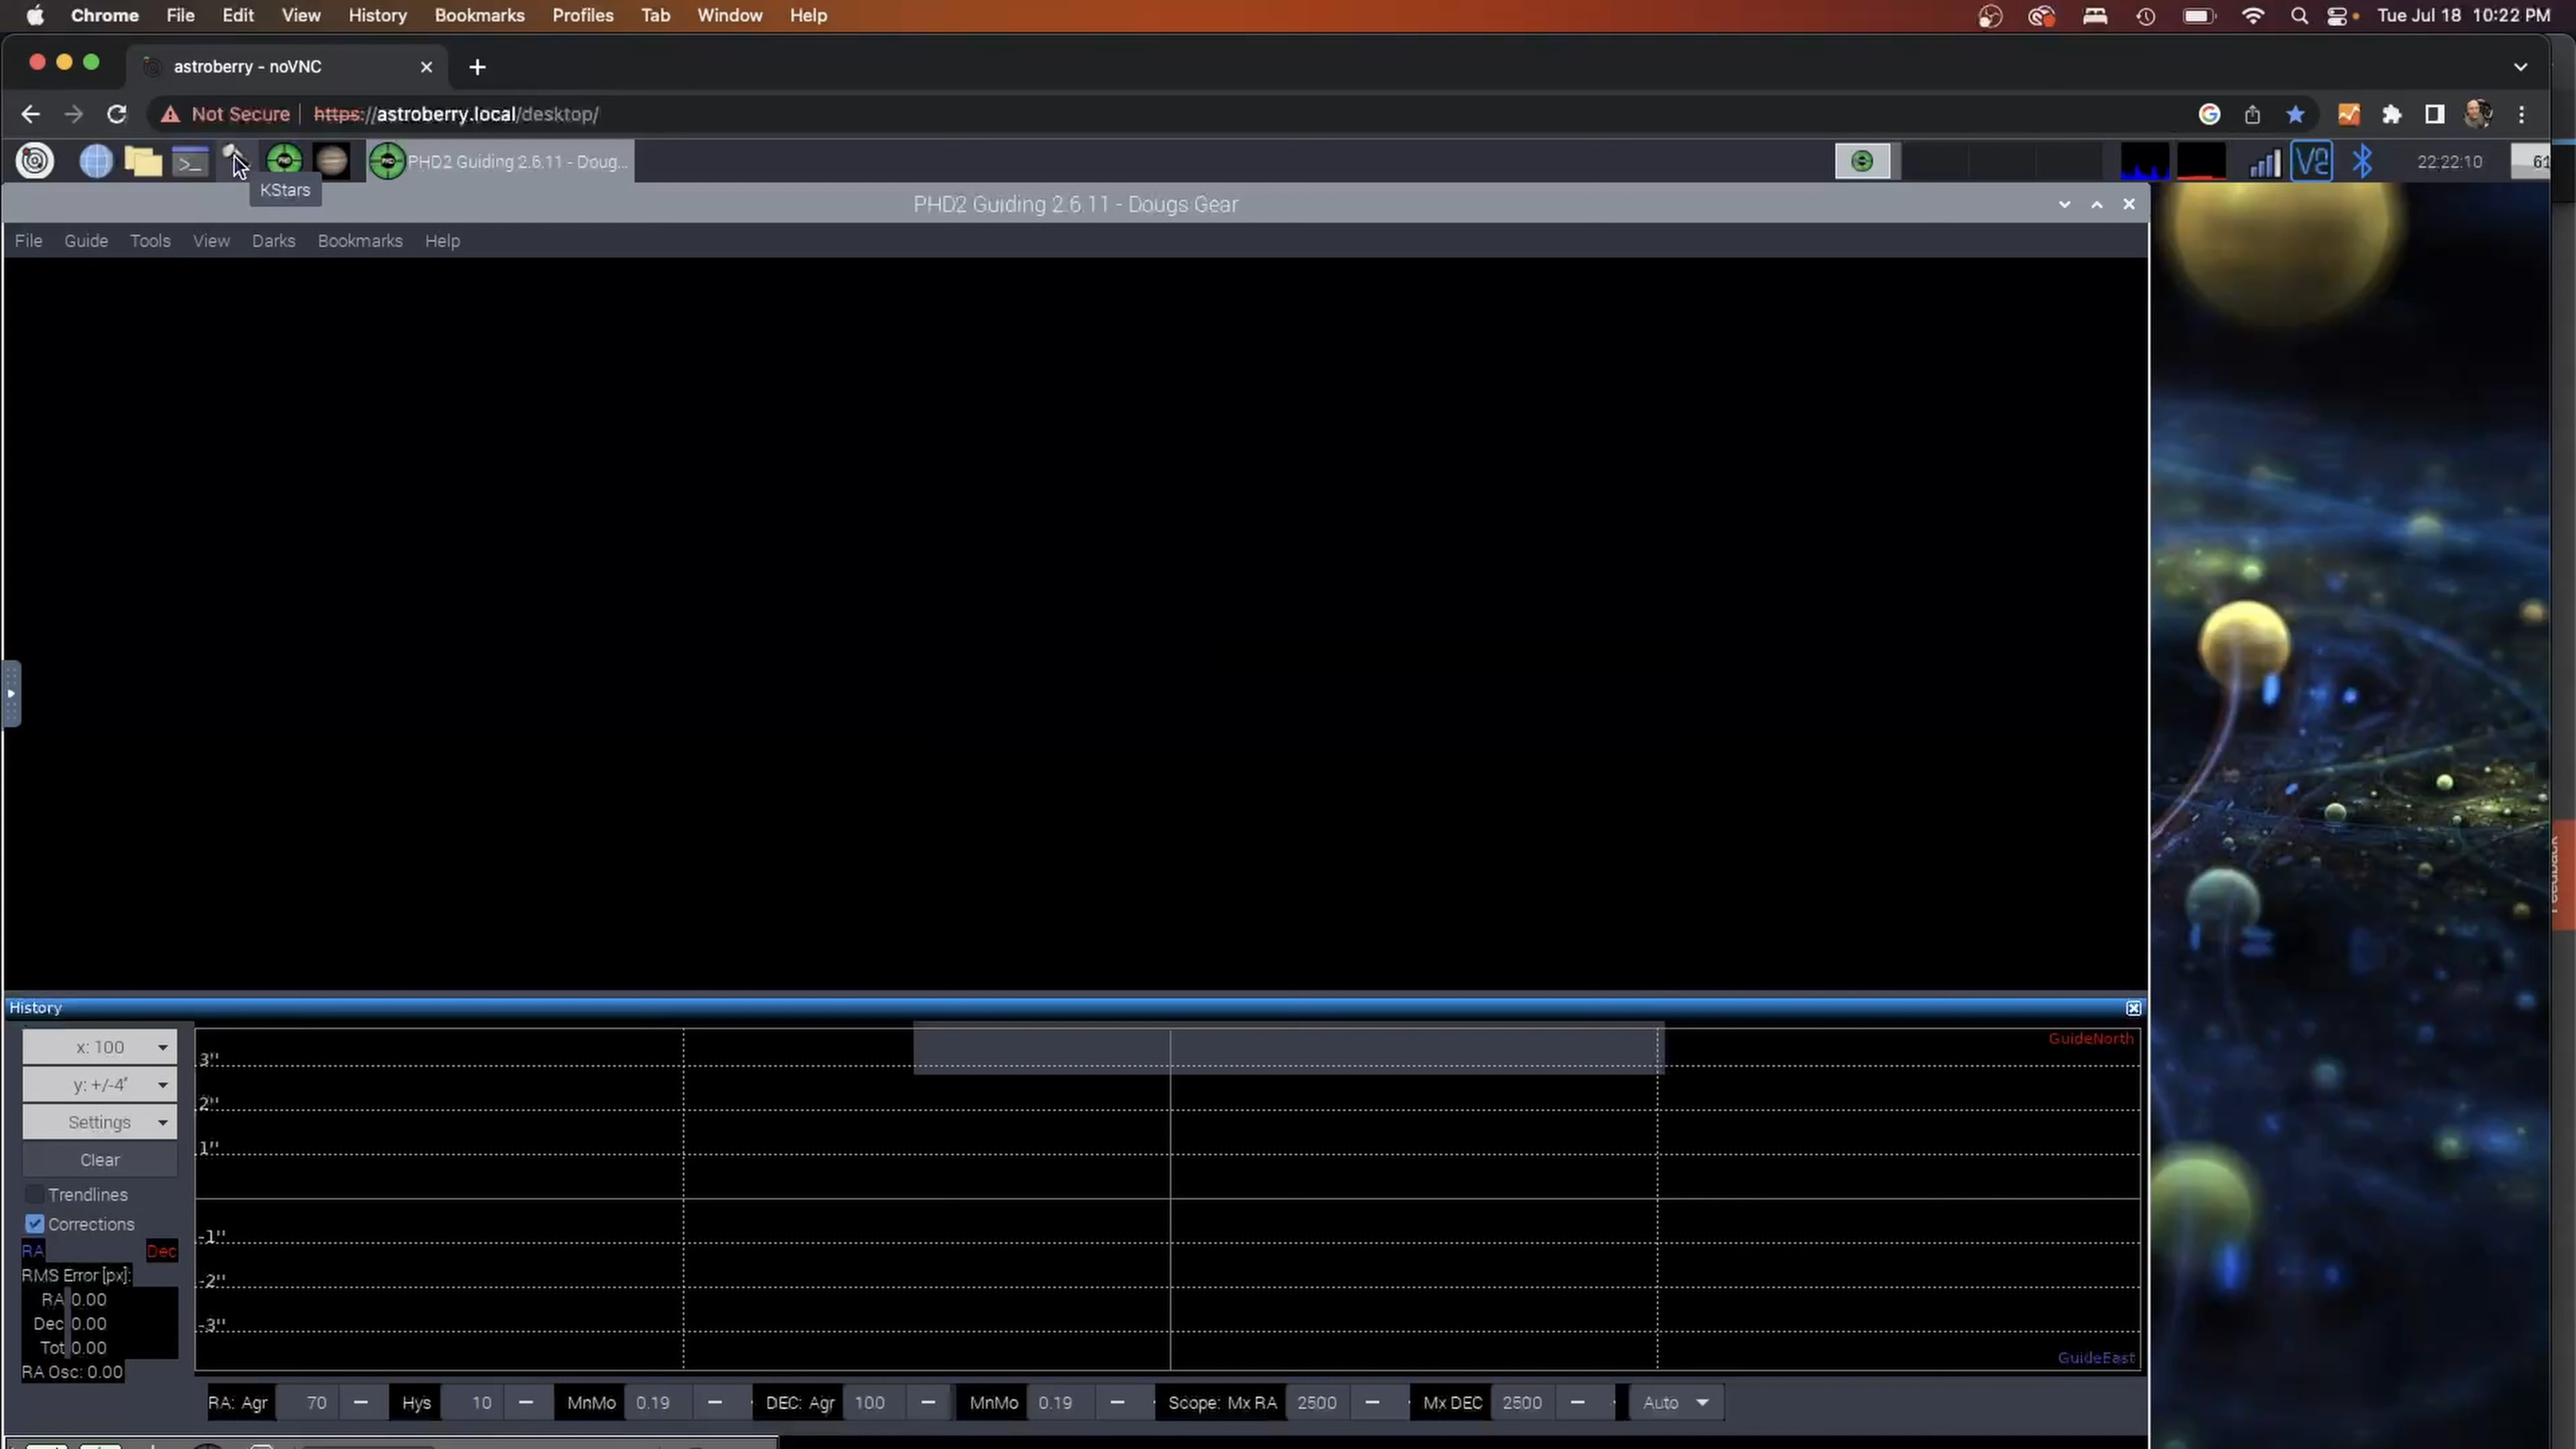 Chrome File Edit View History Bookmarks Profiles Tab Window Help Tue Jul 18 10:22 PM
astroberry - noVNC
Not Secure https://astroberry.local/desktop/
PHD2 Guiding 2.6.11 - Doug... 22:22:10 61
KStars
PHD2 Guiding 2.6.11 - Dougs Gear
File Guide Tools View Darks Bookmarks Help
Feedback
History
x: 100
y: +/-4"
Settings
Clear
Trendlines
Corrections
RA Dec
RMS Error [px]:
RA 0.00
Dec 0.00
Tot 0.00
RA Osc: 0.00
GuideNorth
3"
2"
1"
-1"
-2"
-3"
GuideEast
RA: Agr 70 Hys 10 MnMo 0.19 DEC: Agr 100 MnMo 0.19 Scope: Mx RA 2500 Mx DEC 2500 Auto